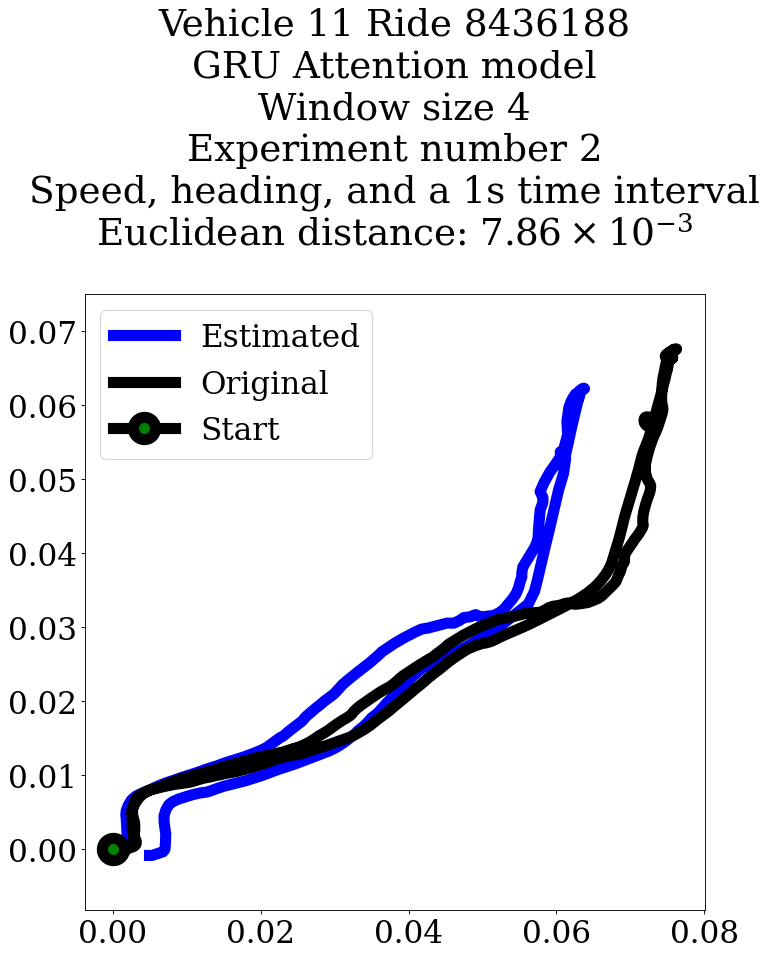 Vehicle 11 Ride 8436188
GRU Attention model
Window size 4
Experiment number 2
Speed, heading, and a 1s time interval
Euclidean distance: 7.86 × 10⁻³
Estimated
Original
Start
0.07
0.06
0.05
0.04
0.03
0.02
0.01
0.00
0.00 0.02 0.04 0.06 0.08